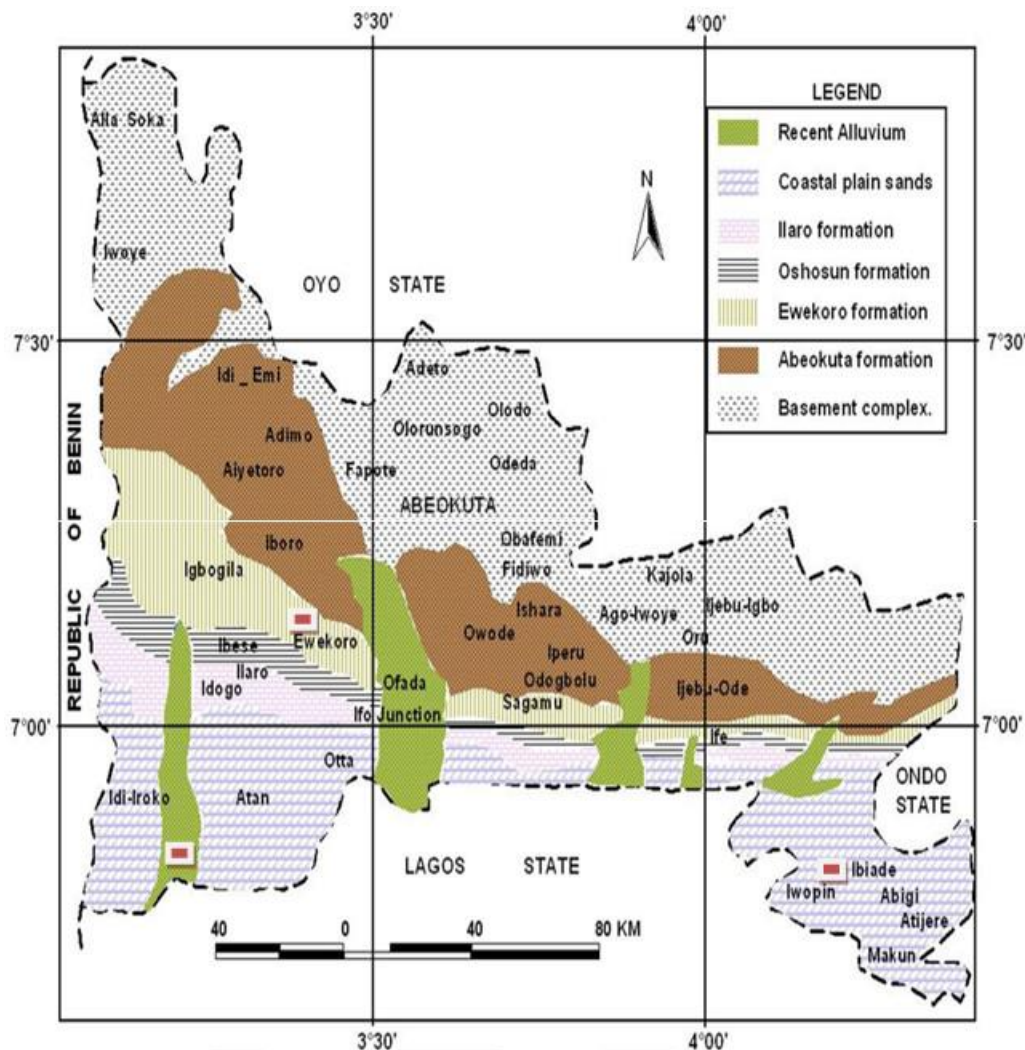 3°30'
4°00'
LEGEND
Recent Alluvium
Coastal plain sands
Ilaro formation
Oshosun formation
Ewekoro formation
Abeokuta formation
Basement complex.
N
Alla Soka
Iwoye
OYO STATE
7°30'
7°30'
Idi _ Emi
Adeto
Olodo
Olorunsogo
Adimo
Aiyetoro
Fapote
Odeda
ABEOKUTA
Iboro
Obafemi
Igbogila
Fidiwo
Kajola
Ishara
Ago-Iwoye
Ijebu-Igbo
Owode
Oru
Ibese
Ewekoro
Iperu
Ilaro
Ofada
Odogbolu
Ijebu-Ode
Idogo
Sagamu
Ifo Junction
REPUBLIC OF BENIN
7°00'
7°00'
Ife
Otta
ONDO
STATE
Idi-Iroko
Atan
LAGOS STATE
Ibiade
Iwopin
Abigi
Atijere
Makun
40 0 40 80 KM
3°30'
4°00'